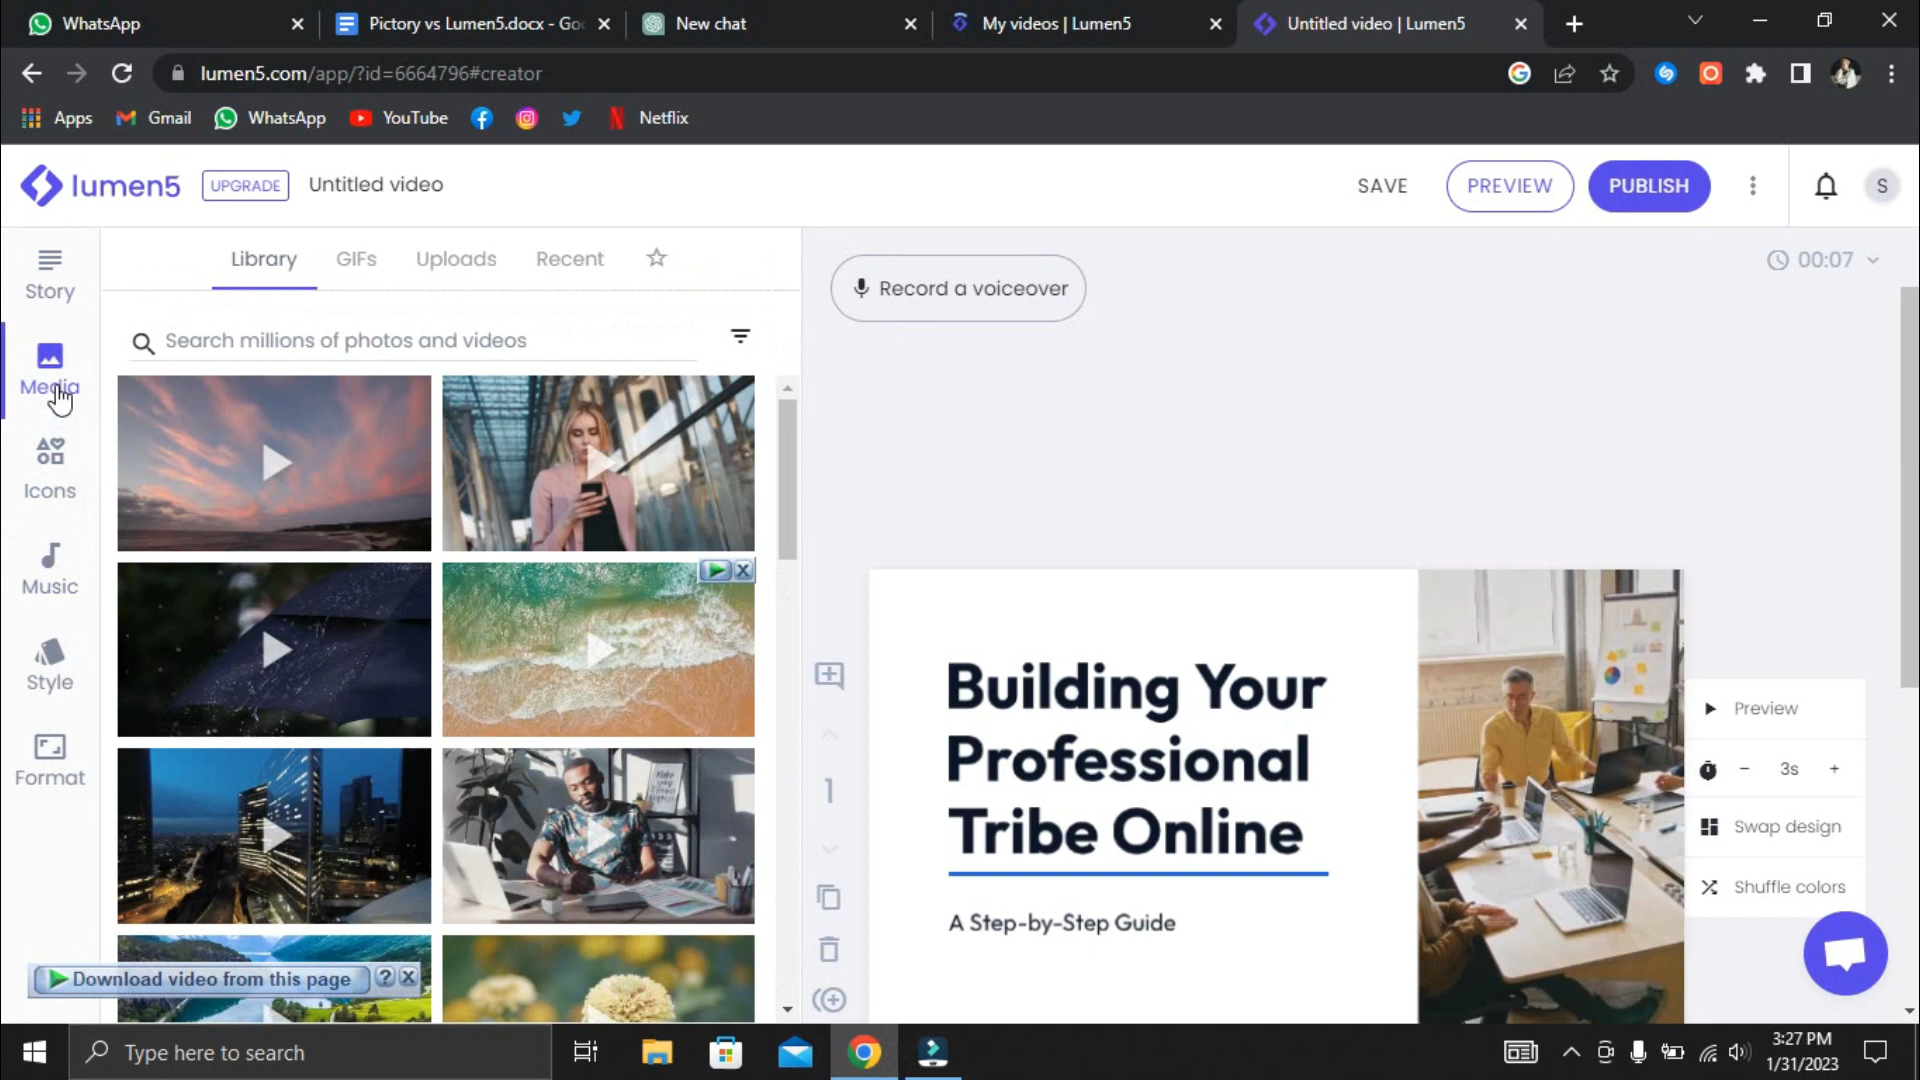 WhatsApp
Pictory vs Lumen5.docx - Goo
New chat
My videos | Lumen5
Untitled video | Lumen5
lumen5.com/app/?id=6664796#creator
Apps
Gmail
WhatsApp
YouTube
Netflix
lumen5
UPGRADE
Untitled video
SAVE
PREVIEW
PUBLISH
S
Story
Media
Icons
Music
Style
Format
Library
GIFs
Uploads
Recent
Search millions of photos and videos
Download video from this page
?
Record a voiceover
00:07
1
Building Your
Professional
Tribe Online
A Step-by-Step Guide
Preview
3s
Swap design
Shuffle colors
Type here to search
3:27 PM
1/31/2023